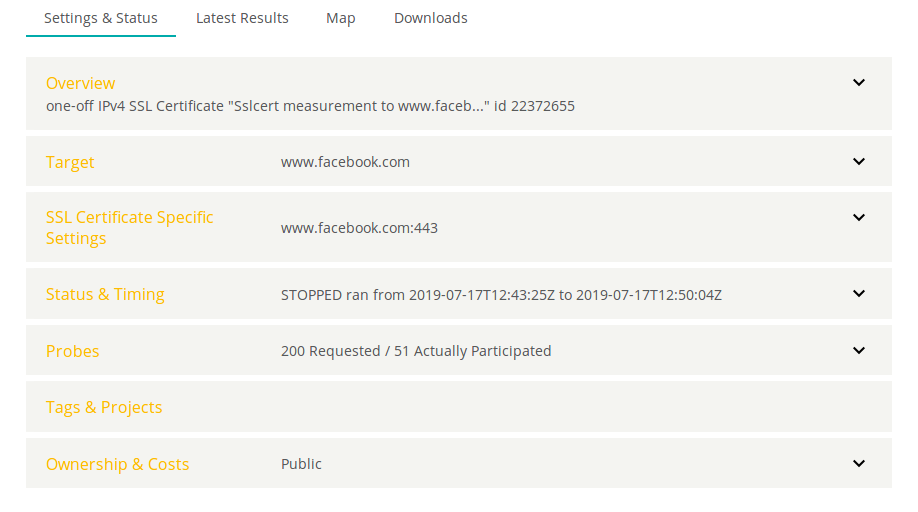 Settings & Status Latest Results Map Downloads
Overview
one-off IPv4 SSL Certificate "Sslcert measurement to www.faceb..." id 22372655
Target www.facebook.com
SSL Certificate Specific
Settings
www.facebook.com:443
Status & Timing STOPPED ran from 2019-07-17T12:43:25Z to 2019-07-17T12:50:04Z
Probes 200 Requested / 51 Actually Participated
Tags & Projects
Ownership & Costs Public